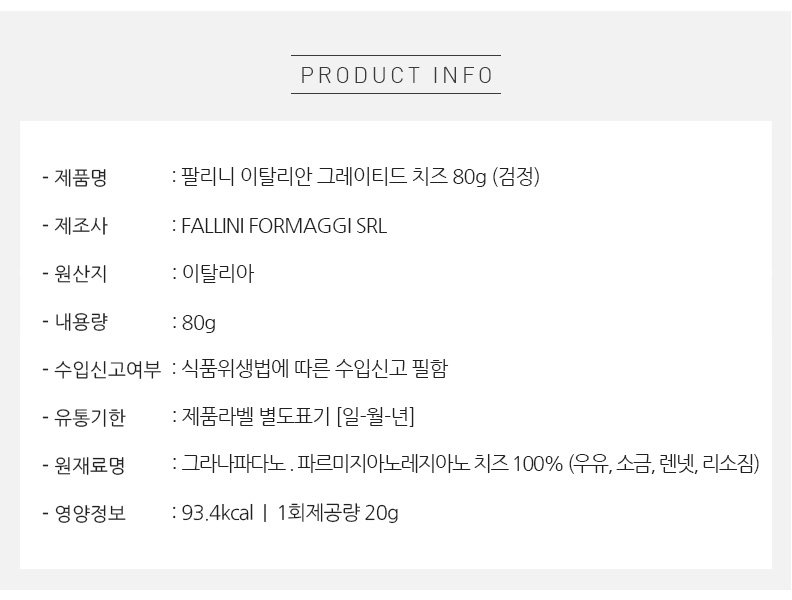 PRODUCT INFO
- 제품명 : 팔리니 이탈리안 그레이티드 치즈 80g (검정)
- 제조사 : FALLINI FORMAGGI SRL
- 원산지 : 이탈리아
- 내용량 : 80g
- 수입신고여부 : 식품위생법에 따른 수입신고 필함
- 유통기한 : 제품라벨 별도표기 [일-월-년]
- 원재료명 : 그라나파다노 . 파르미지아노레지아노 치즈 100% (우유, 소금, 렌넷, 리소짐)
- 영양정보 : 93.4kcal | 1회제공량 20g